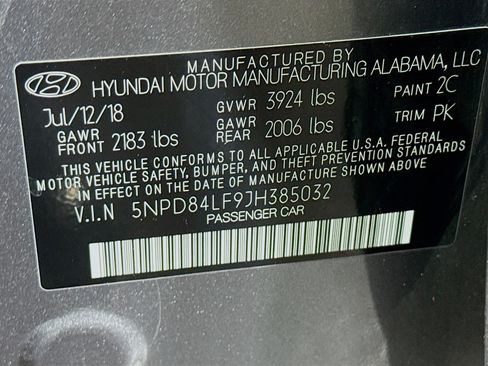 MANUFACTURED BY
HYUNDAI MOTOR MANUFACTURING ALABAMA, LLC
Jul/12/18 GVWR 3924 lbs PAINT 2C
GAWR FRONT 2183 lbs GAWR REAR 2006 lbs TRIM PK
THIS VEHICLE CONFORMS TO ALL APPLICABLE U.S.A. FEDERAL
MOTOR VEHICLE SAFETY, BUMPER, AND THEFT PREVENTION STANDARDS
IN EFFECT ON THE DATE OF MANUFACTURE SHOWN ABOVE
V.I.N 5NPD84LF9JH385032
PASSENGER CAR